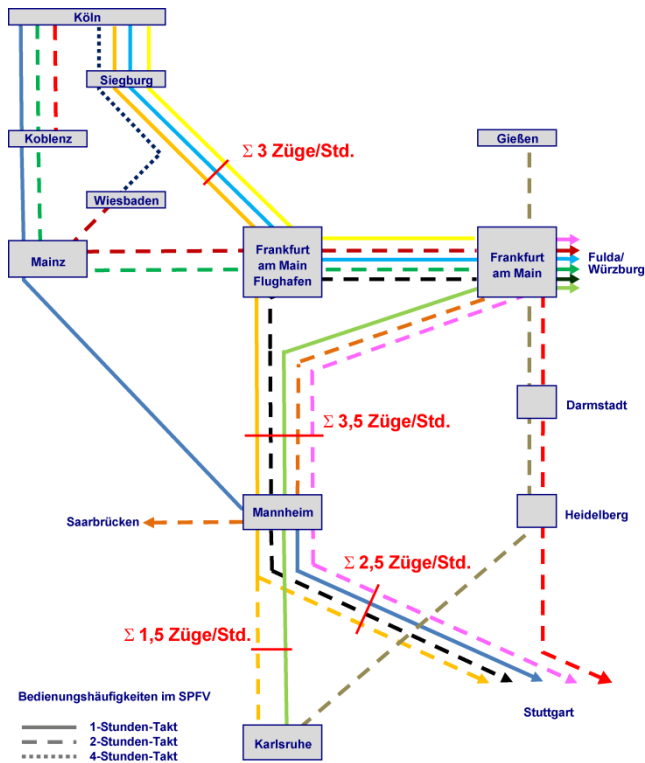 Köln
Siegburg
Koblenz
Gießen
Σ 3 Züge/Std.
Wiesbaden
Mainz
Frankfurt
am Main
Flughafen
Frankfurt
am Main
Fulda/
Würzburg
Darmstadt
Σ 3,5 Züge/Std.
Saarbrücken
Mannheim
Heidelberg
Σ 2,5 Züge/Std.
Σ 1,5 Züge/Std.
Stuttgart
Karlsruhe
Bedienungshäufigkeiten im SPFV
1-Stunden-Takt
2-Stunden-Takt
4-Stunden-Takt